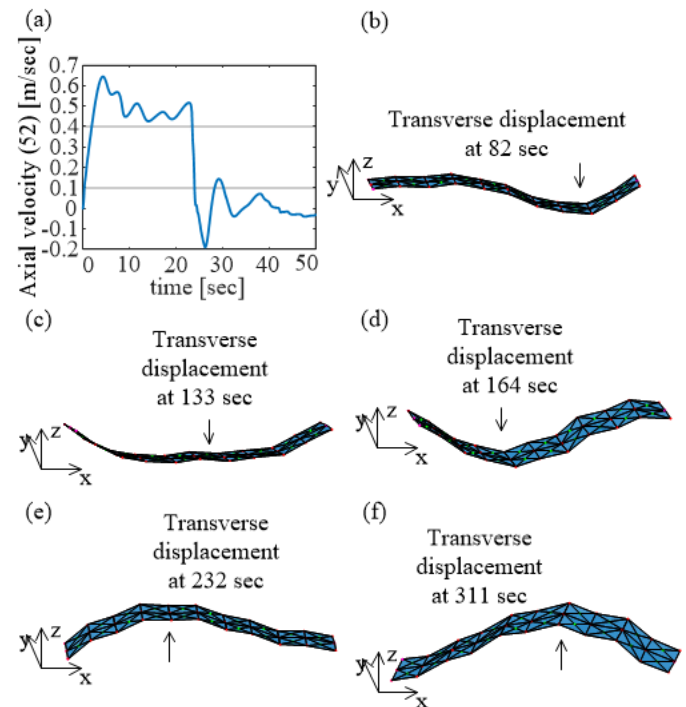 (a)
Axial velocity (52) [m/sec]
0.7
0.6
0.5
0.4
0.3
0.2
0.1
0
-0.1
-0.2
0 10 20 30 40 50
time [sec]
(b)
Transverse displacement
at 82 sec
y z
x
(c)
Transverse
displacement
at 133 sec
y z
x
(d)
Transverse
displacement
at 164 sec
y z
x
(e)
Transverse
displacement
at 232 sec
y z
x
(f)
Transverse
displacement
at 311 sec
y z
x